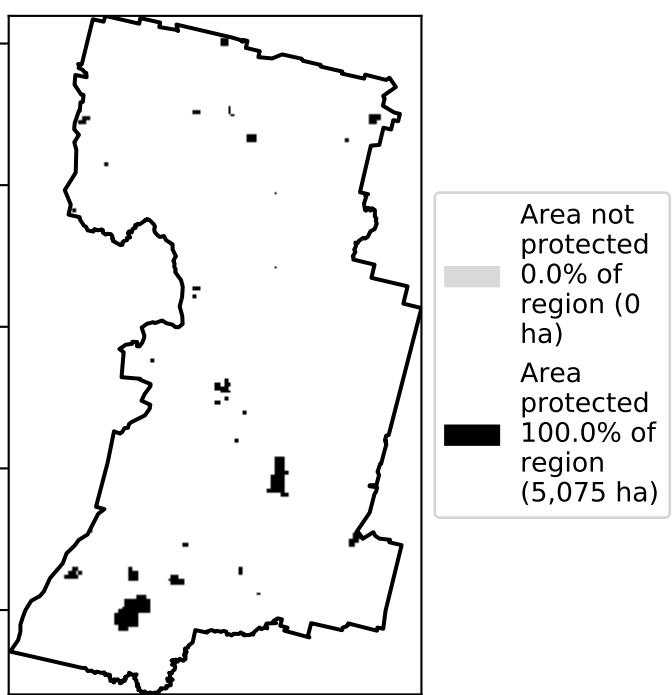 Area not
protected
0.0% of
region (0
ha)
Area
protected
100.0% of
region
(5,075 ha)